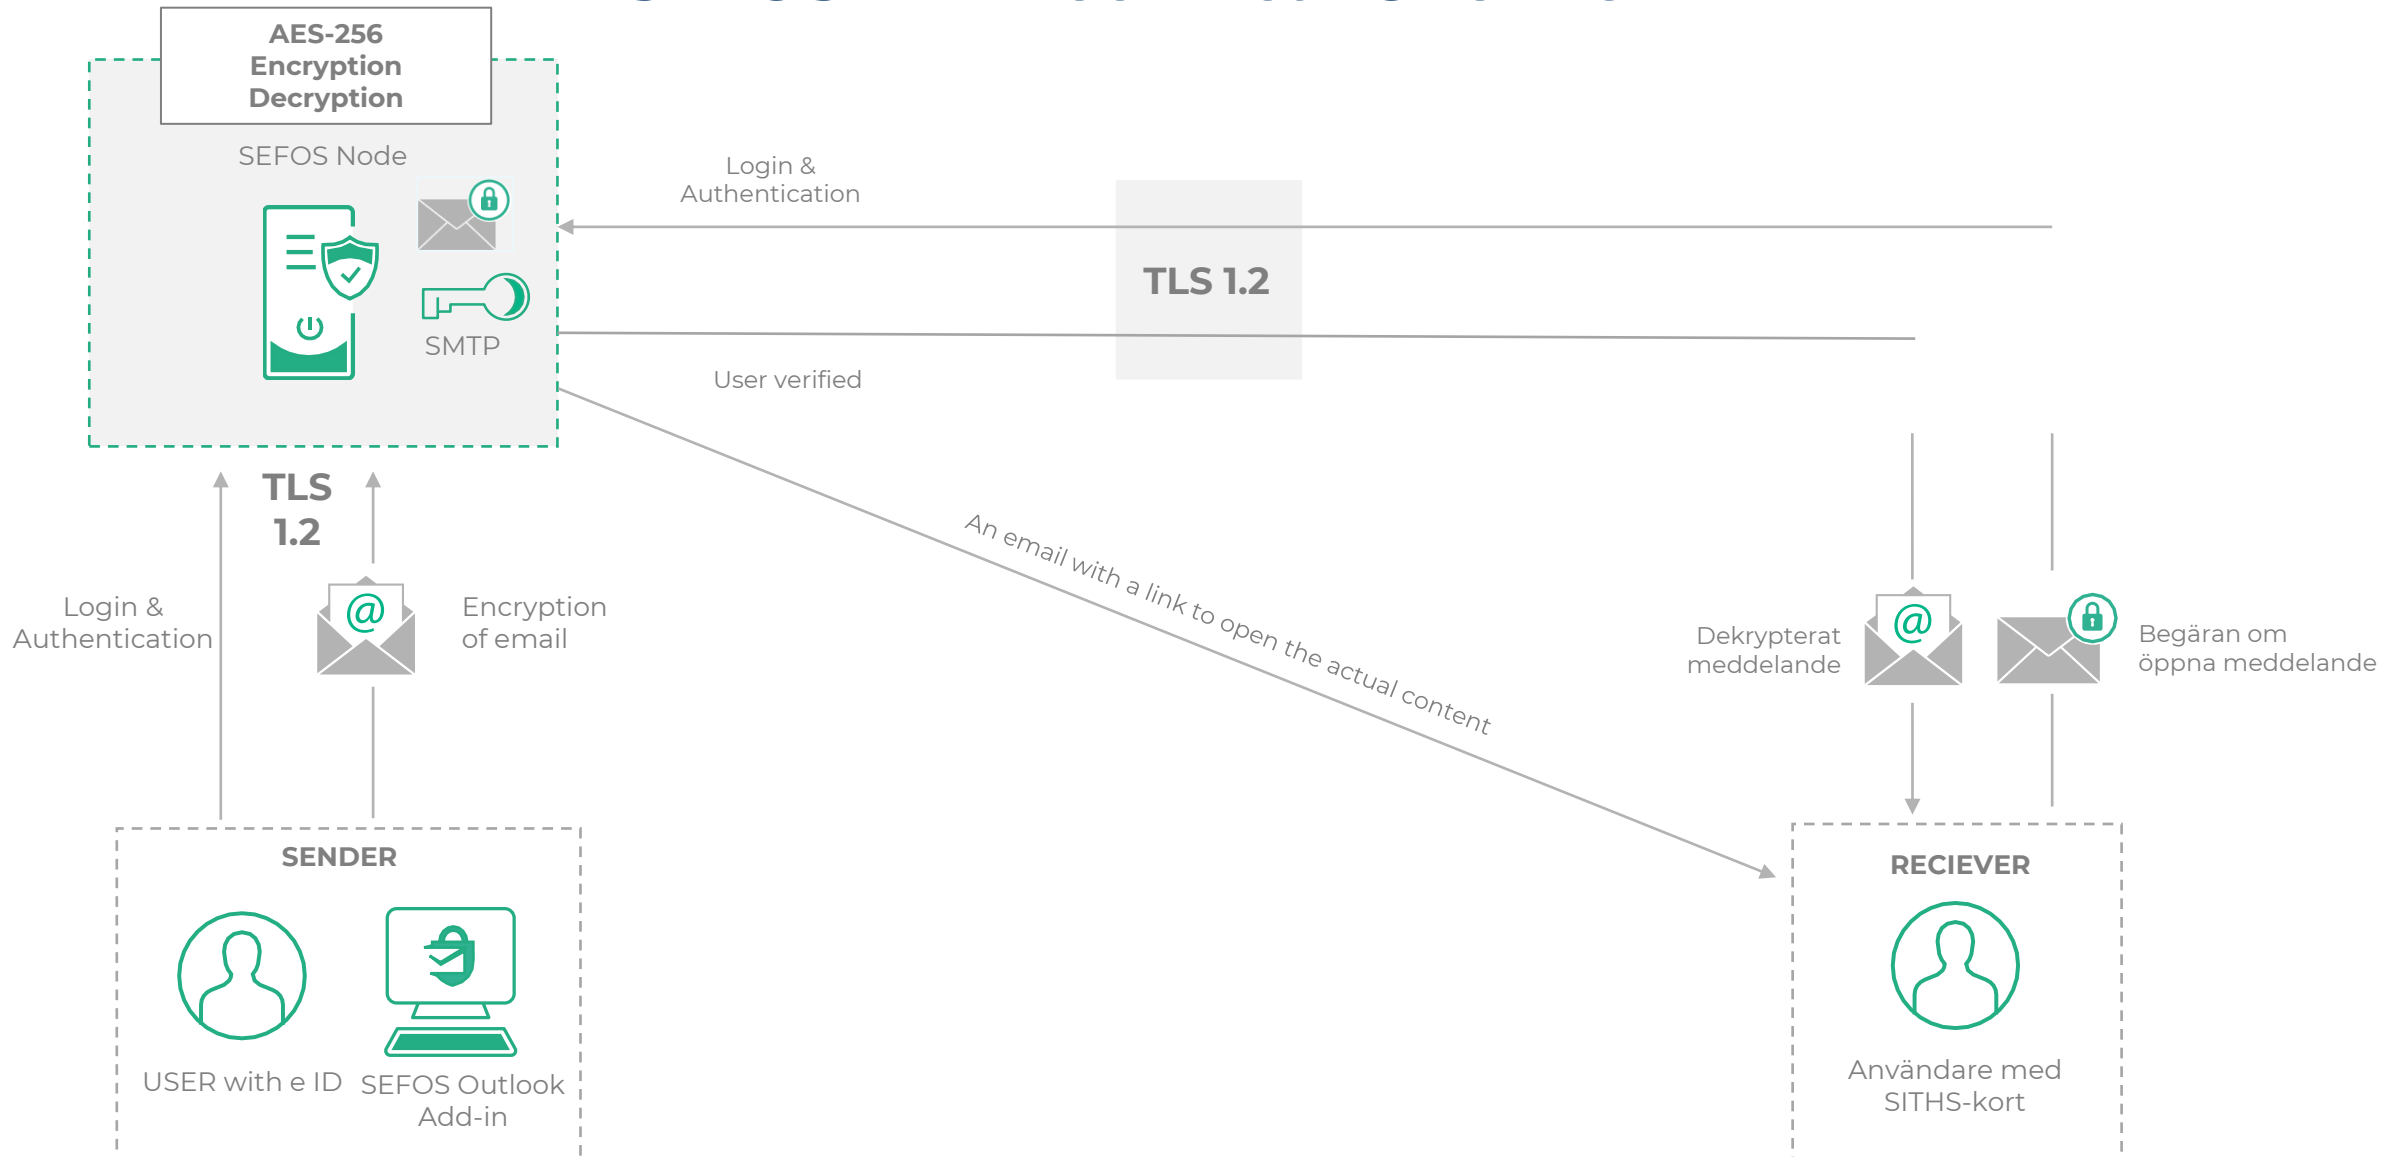 AES-256
Encryption
Decryption
SEFOS Node
SMTP
Login &
Authentication
TLS 1.2
User verified
TLS
1.2
Login &
Authentication
@
Encryption
of email
An email with a link to open the actual content
Dekrypterat
meddelande
@
Begäran om
öppna meddelande
SENDER
USER with e ID
SEFOS Outlook
Add-in
RECIEVER
Användare med
SITHS-kort